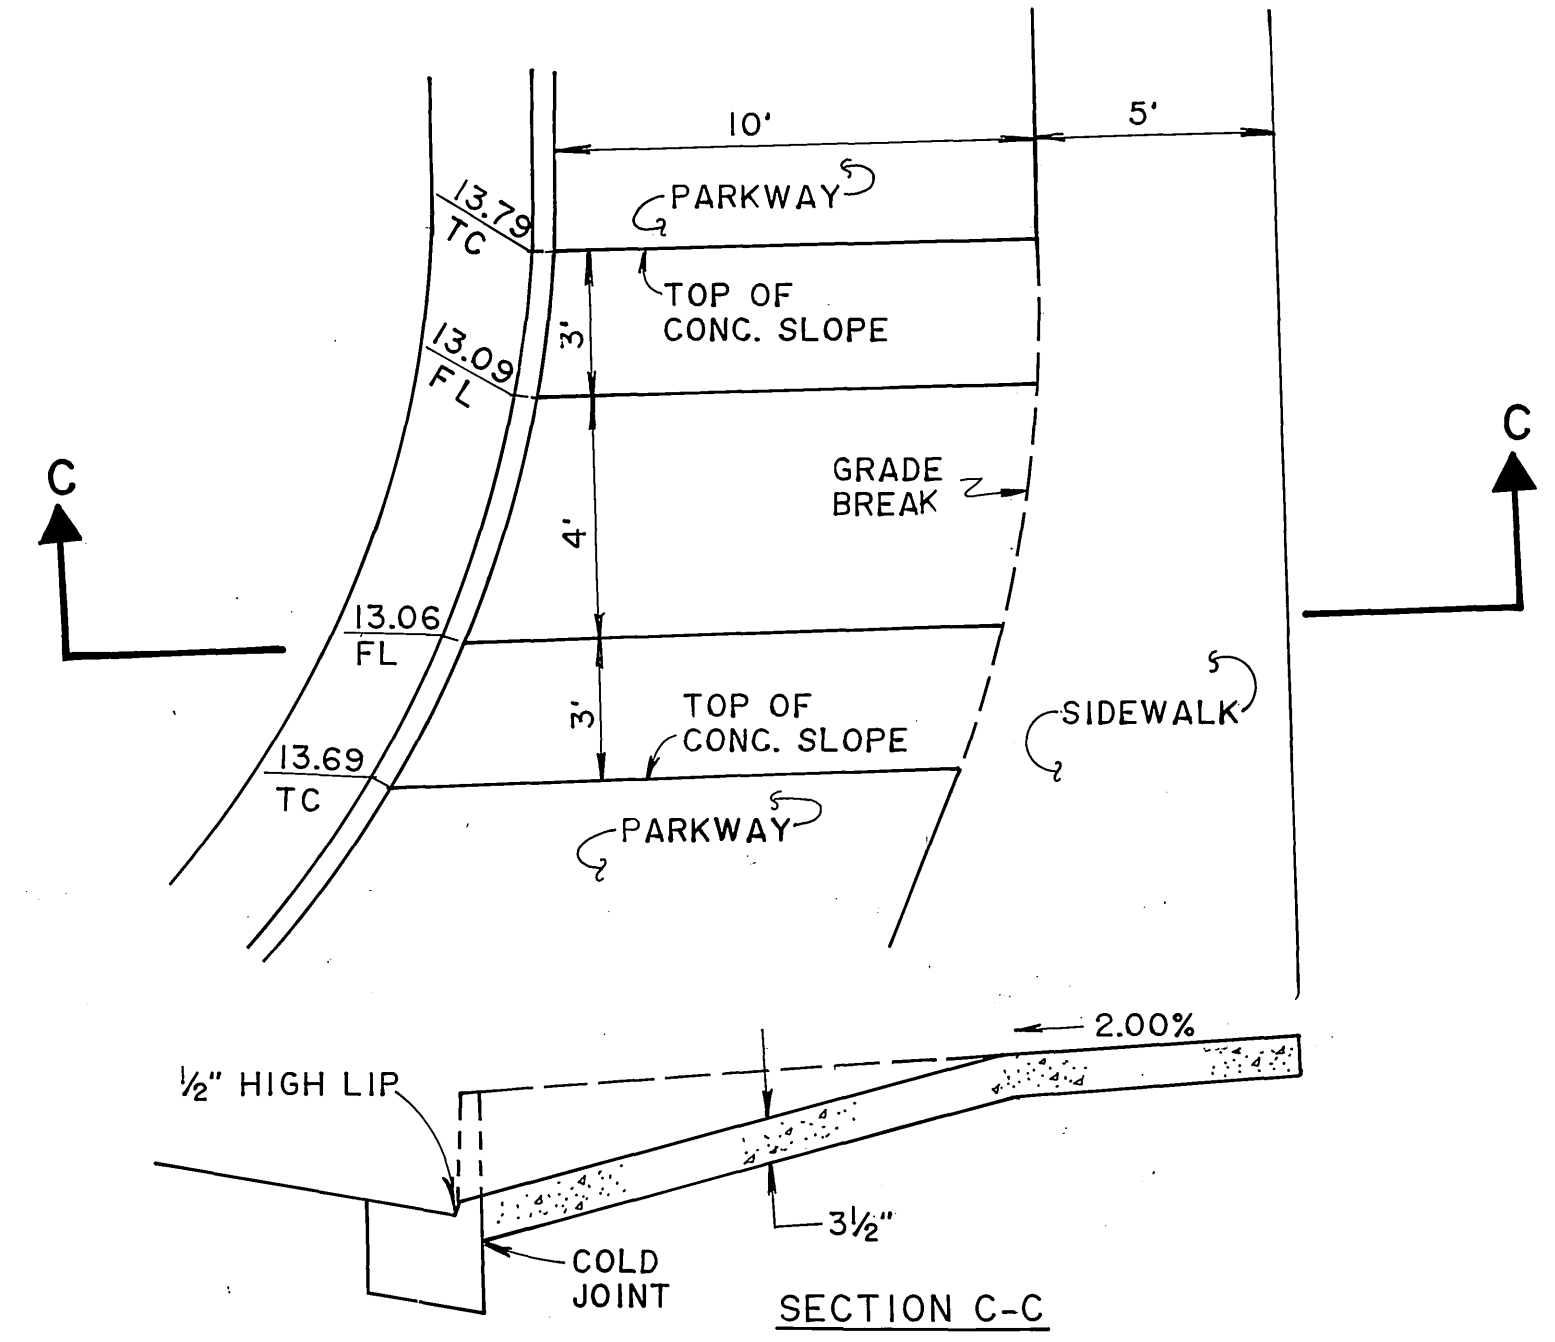 10'
5'
PARKWAY
13.79
TC
TOP OF
CONC. SLOPE
3'
13.09
FL
C
C
GRADE
BREAK
4'
13.06
FL
TOP OF
CONC. SLOPE
SIDEWALK
3'
13.69
TC
PARKWAY
2.00%
½" HIGH LIP
3½"
COLD
JOINT
SECTION C-C